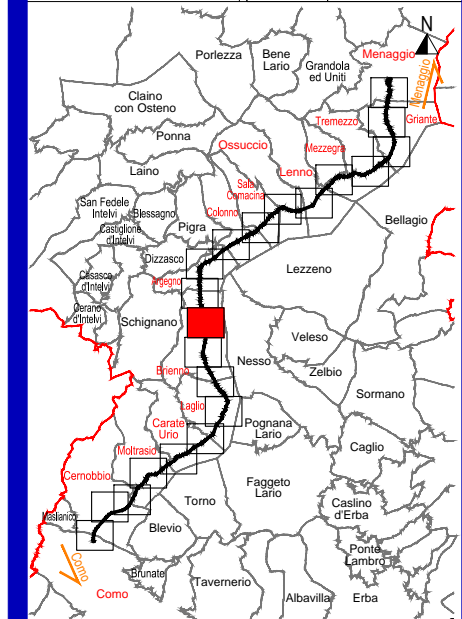 N
Menaggio
Menaggio
Porlezza
Bene
Lario
Grandola
ed Uniti
Claino
con Osteno
Tremezzo
Griante
Ponna
Ossuccio
Mezzegra
Laino
Lenno
Sala
Comacina
San Fedele
Intelvi
Blessagno
Colonno
Bellagio
Castiglione
d'Intelvi
Pigra
Dizzasco
Lezzeno
Casasco
d'Intelvi
Argegno
Cerano
d'Intelvi
Schignano
Veleso
Nesso
Zelbio
Brienno
Sormano
Laglio
Carate
Urio
Pognana
Lario
Caglio
Moltrasio
Cernobbio
Faggeto
Lario
Torno
Caslino
d'Erba
Maslianico
Blevio
Ponte
Lambro
Como
Brunate
Tavernerio
Como
Albavilla
Erba